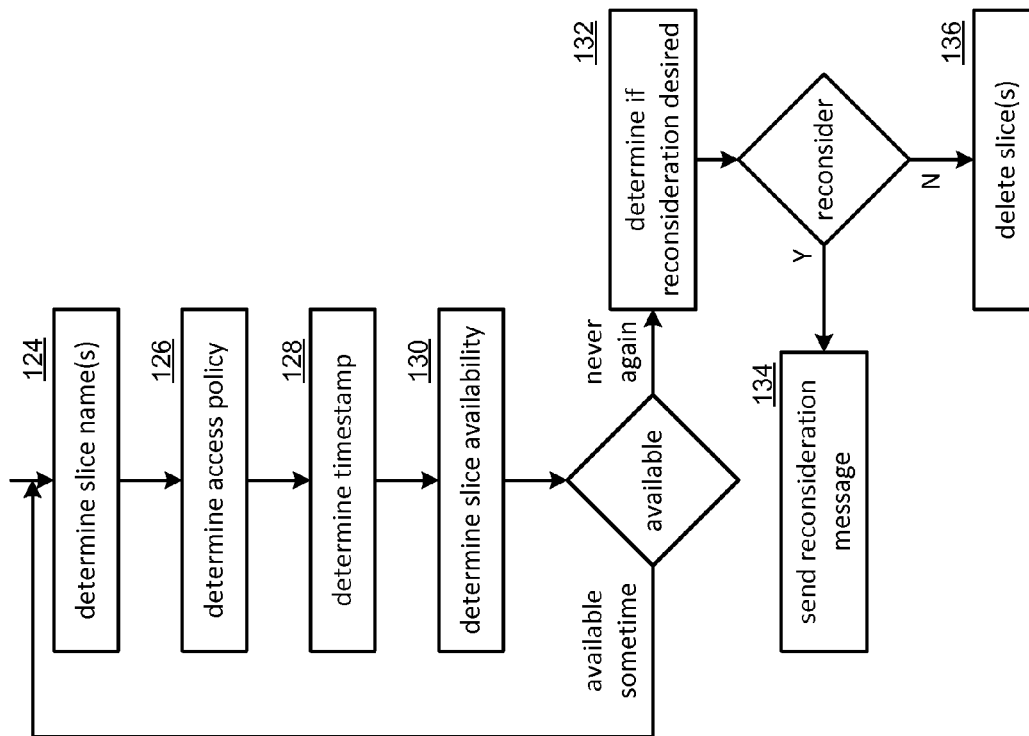 124
determine slice name(s)
126
determine access policy
128
determine timestamp
130
determine slice availability
available
available
sometime
never
again
132
determine if
reconsideration desired
reconsider
Y
N
134
send reconsideration
message
136
delete slice(s)